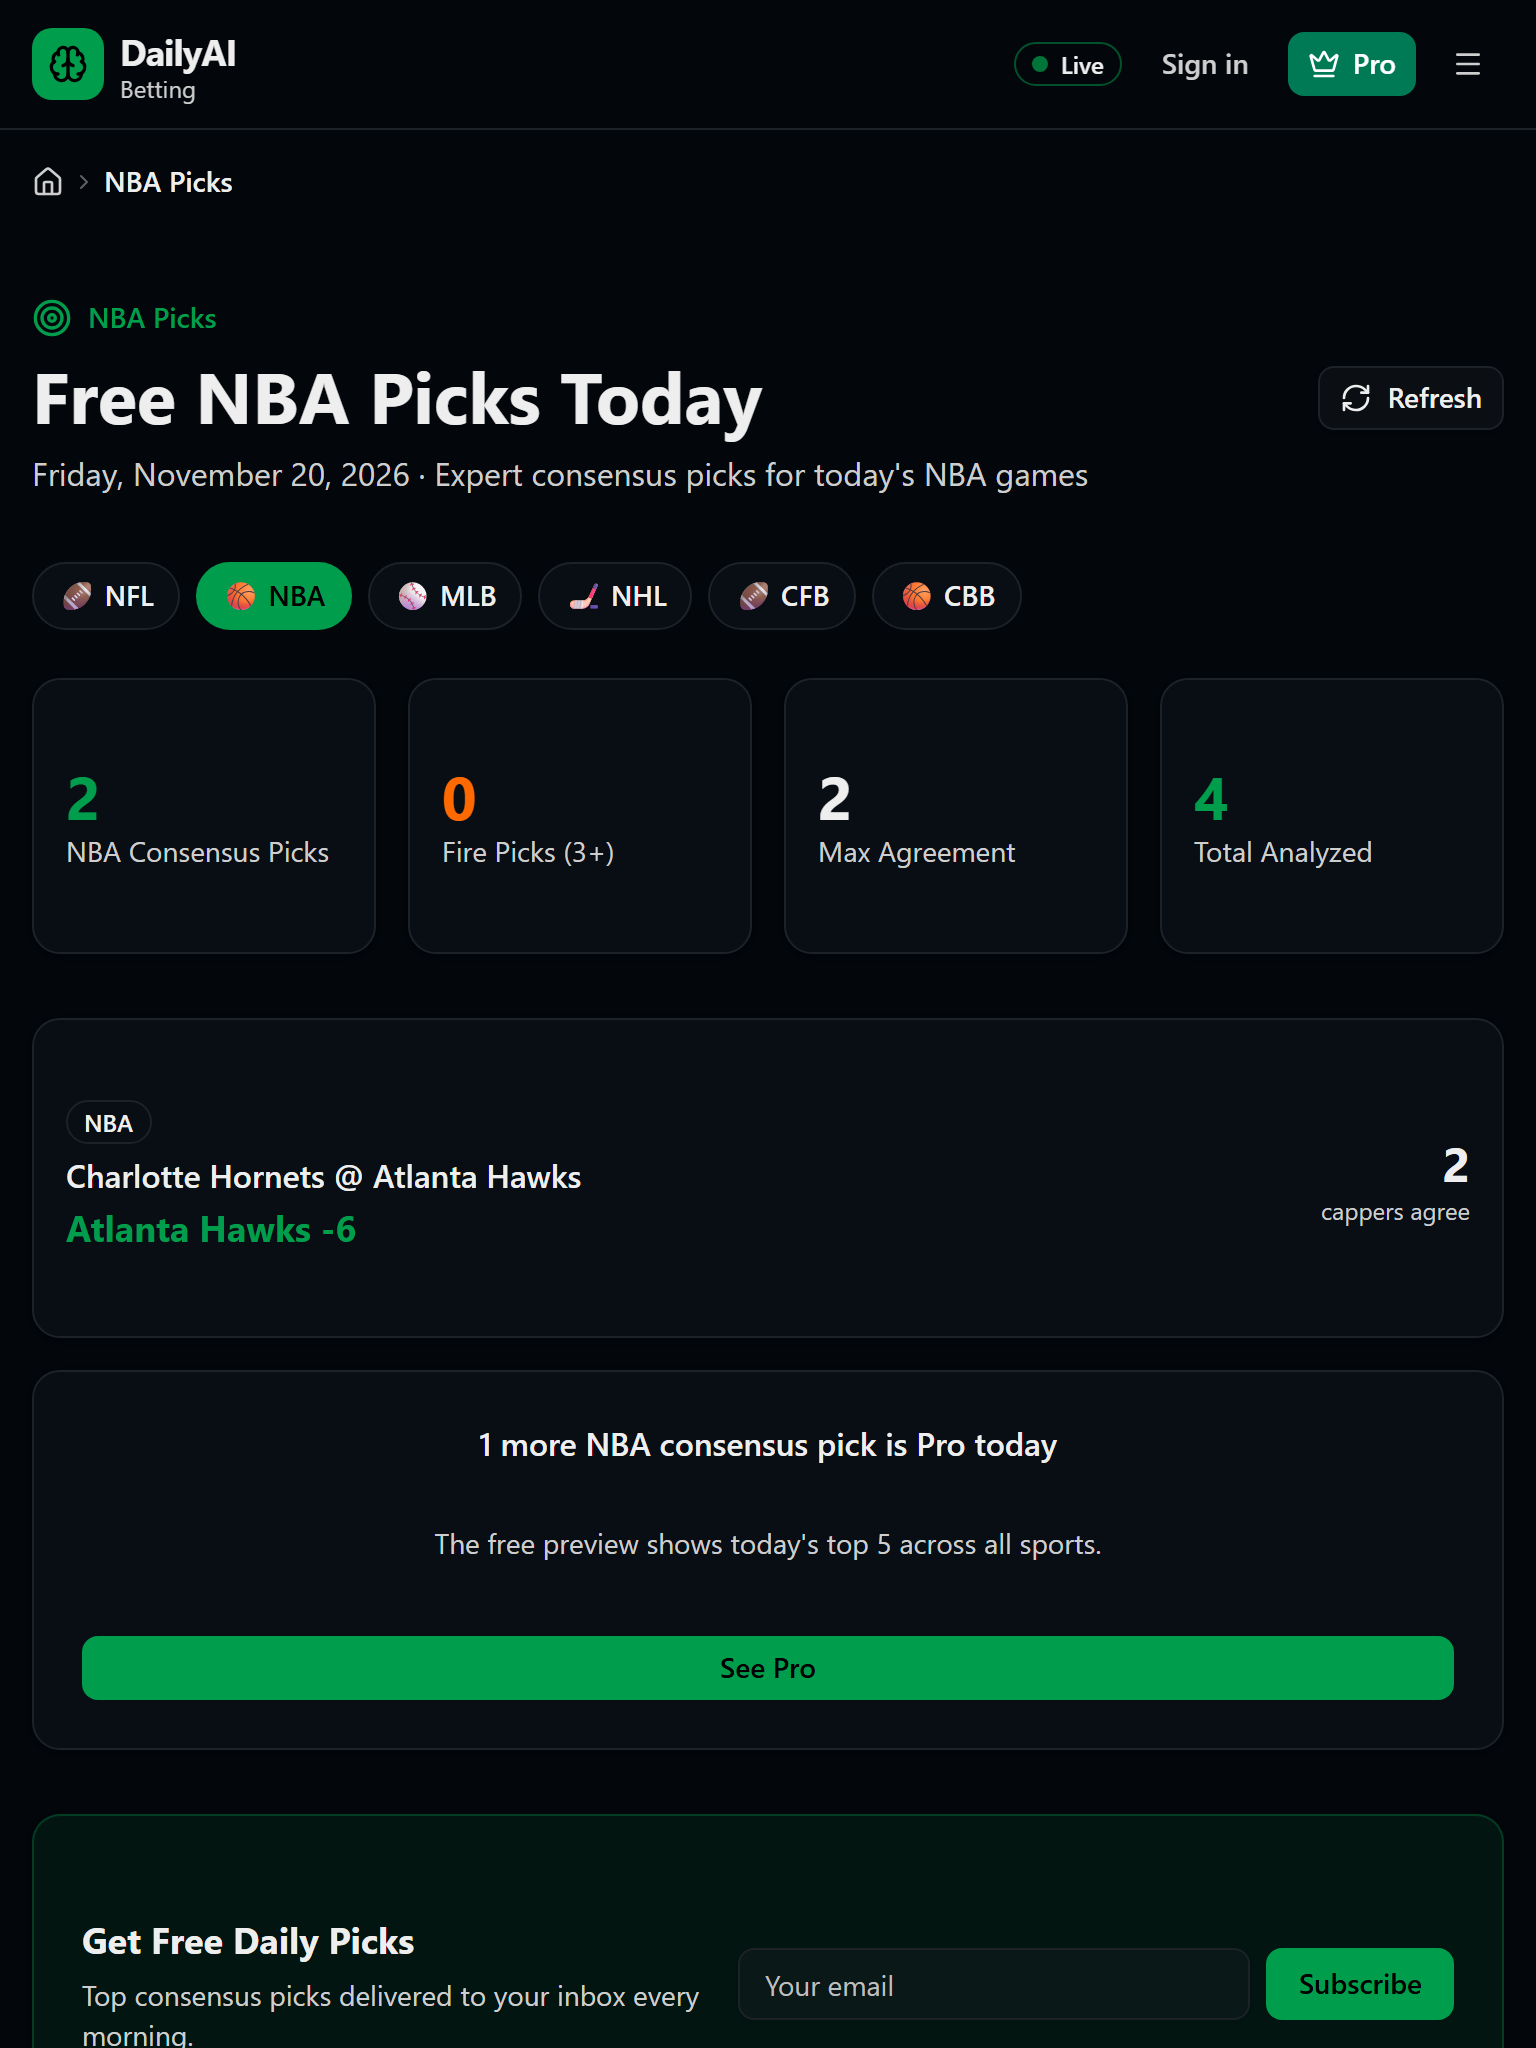 DailyAI
Betting
Live
Sign in
Pro
NBA Picks
NBA Picks
Free NBA Picks Today
Refresh
Friday, November 20, 2026 · Expert consensus picks for today's NBA games
NFL
NBA
MLB
NHL
CFB
CBB
2
NBA Consensus Picks
0
Fire Picks (3+)
2
Max Agreement
4
Total Analyzed
NBA
Charlotte Hornets @ Atlanta Hawks
Atlanta Hawks -6
2
cappers agree
1 more NBA consensus pick is Pro today
The free preview shows today's top 5 across all sports.
See Pro
Get Free Daily Picks
Top consensus picks delivered to your inbox every
morning.
Your email
Subscribe